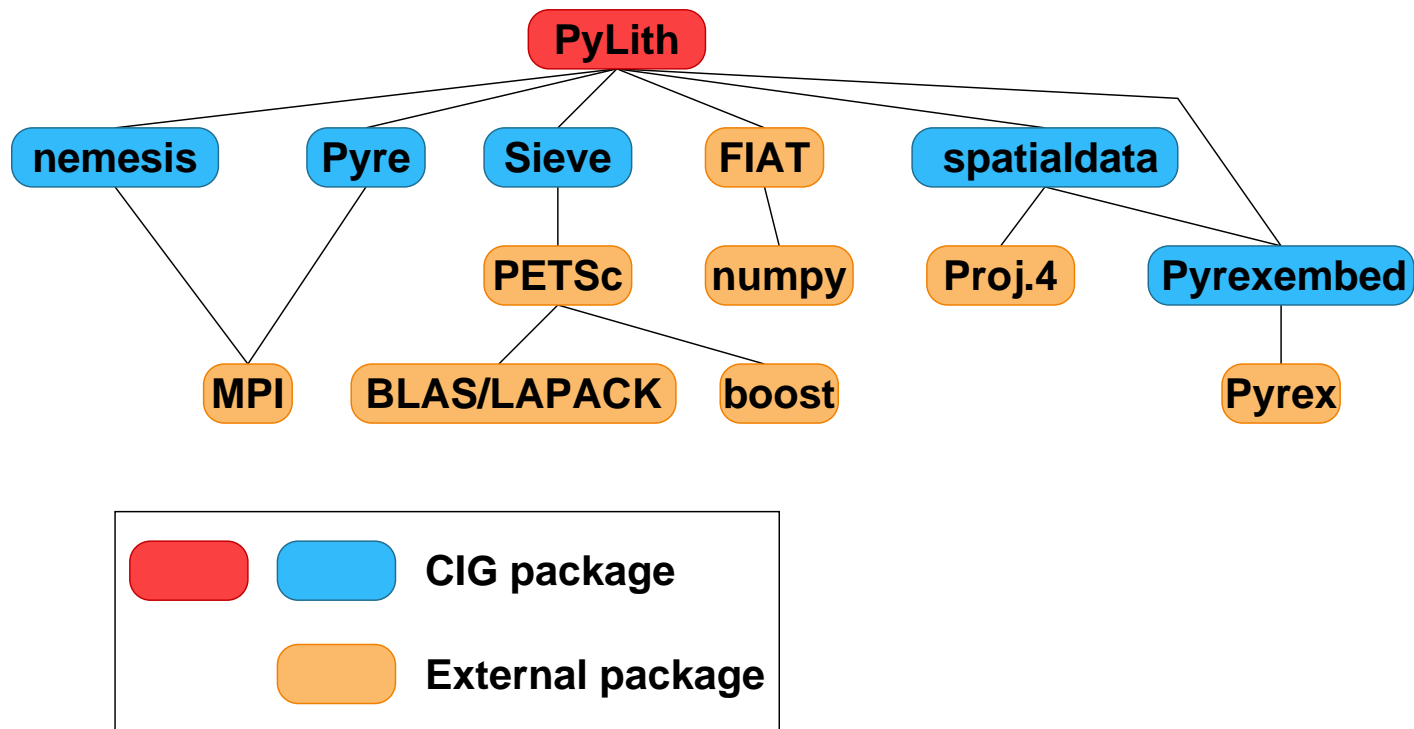 PyLith
nemesis
Pyre
Sieve
FIAT
spatialdata
PETSc
numpy
Proj.4
Pyrexembed
MPI
BLAS/LAPACK
boost
Pyrex
CIG package
External package